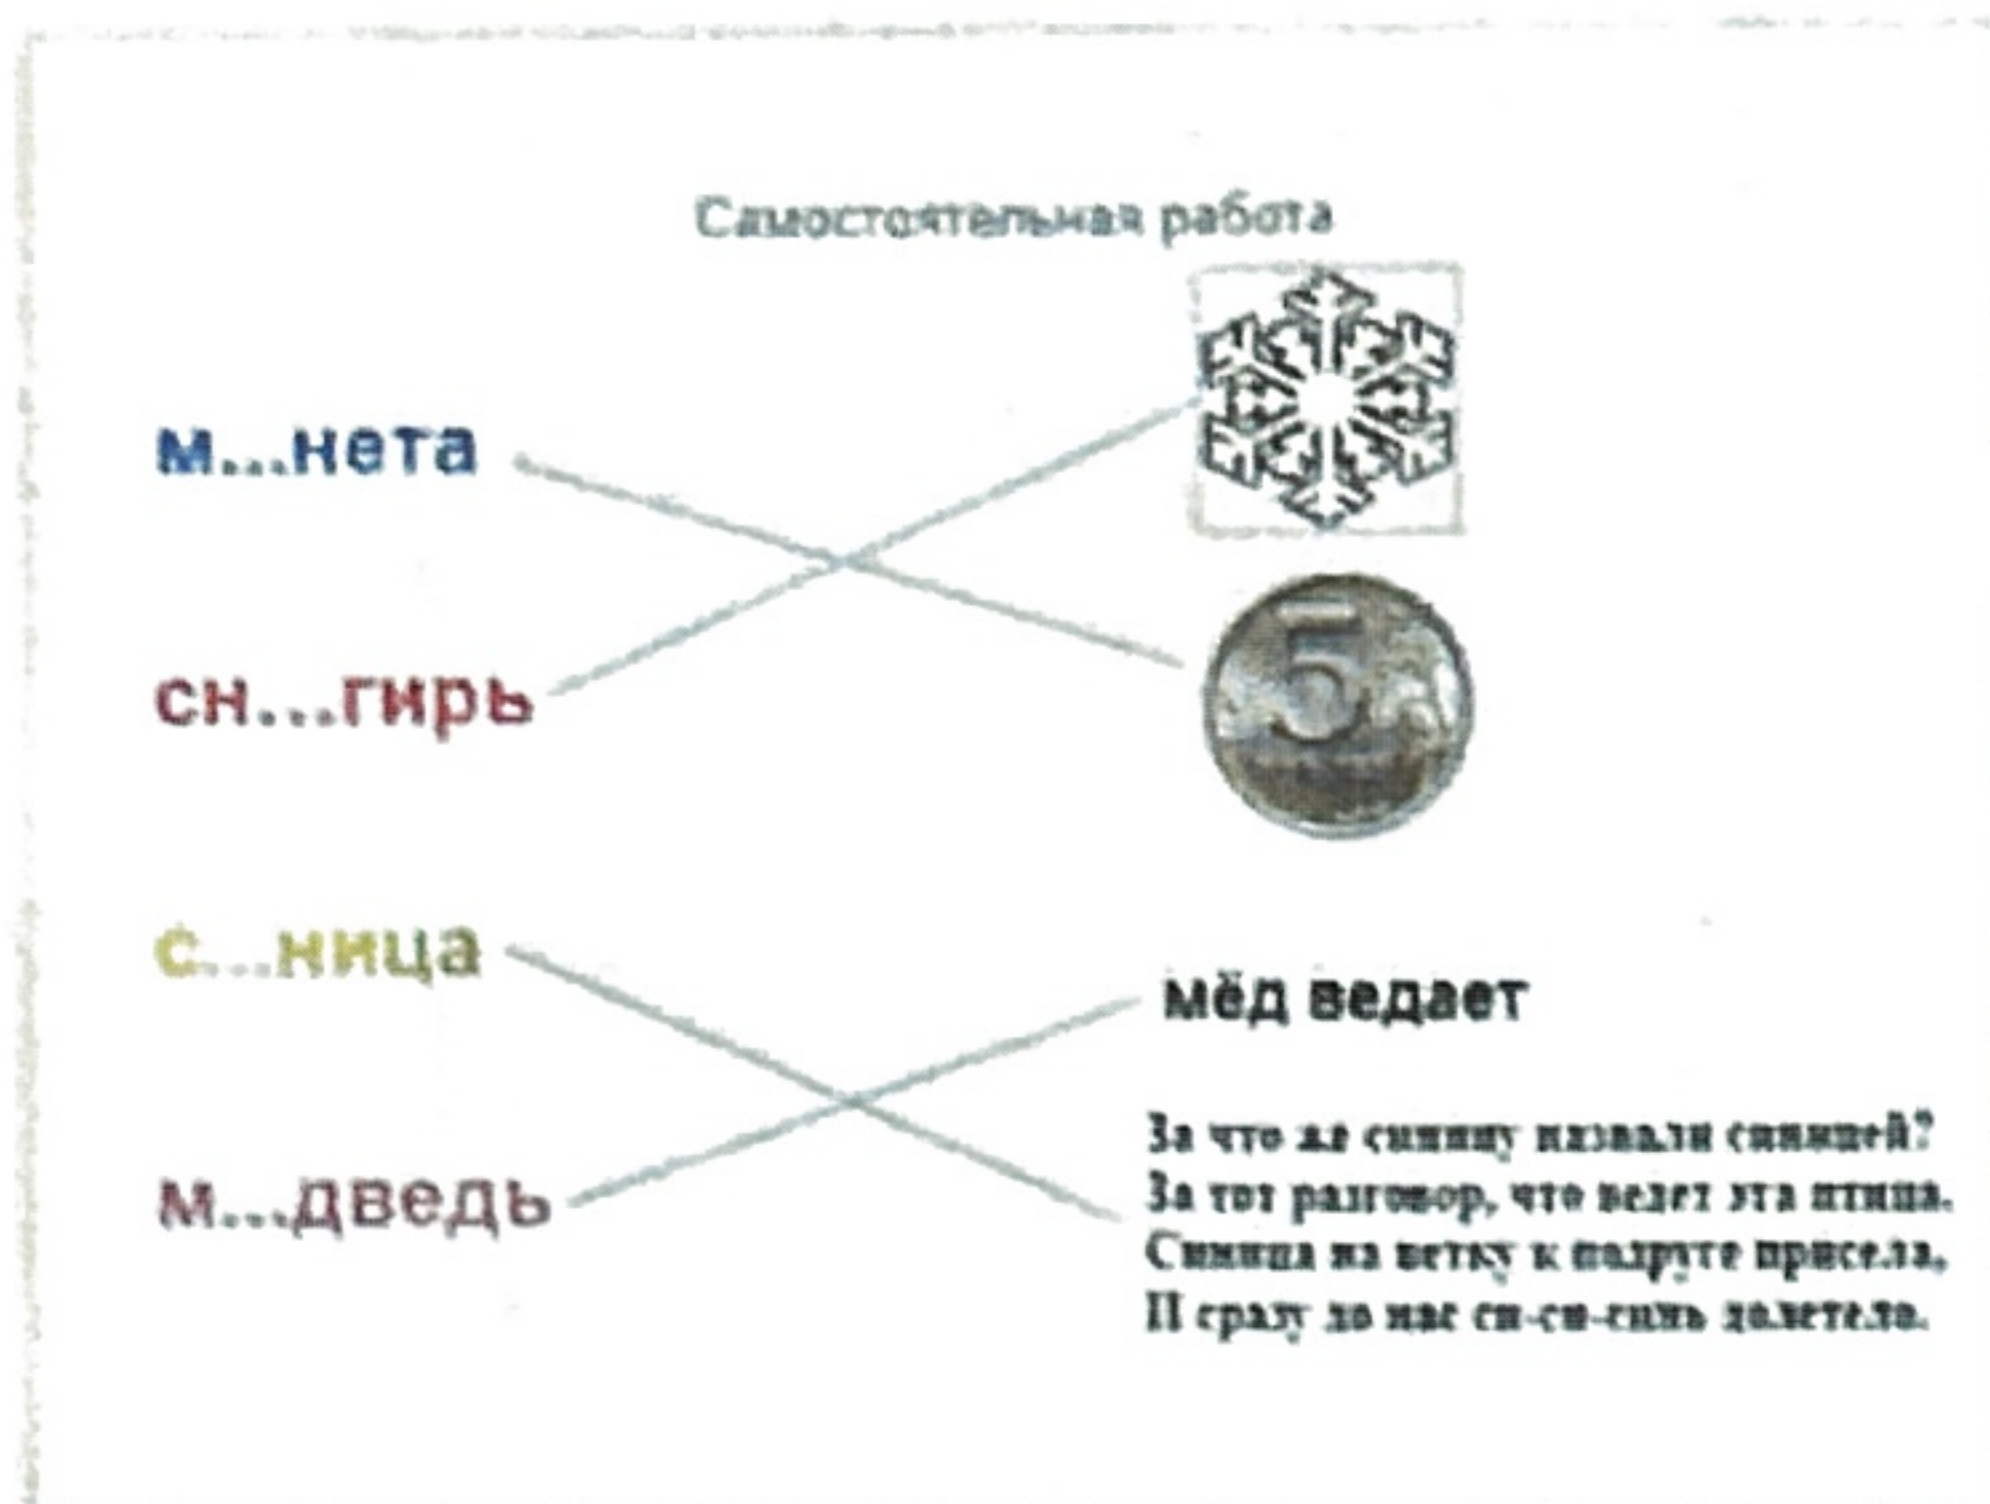 Самостоятельная работа
м...нета
сн...гирь
5
с...ница
мёд ведает
м...дведь
За что же синицу назвали синицей?
За тот разговор, что ведет эта птица.
Синица на ветку к подруге присела,
И сразу до нас си-си-синь долетело.